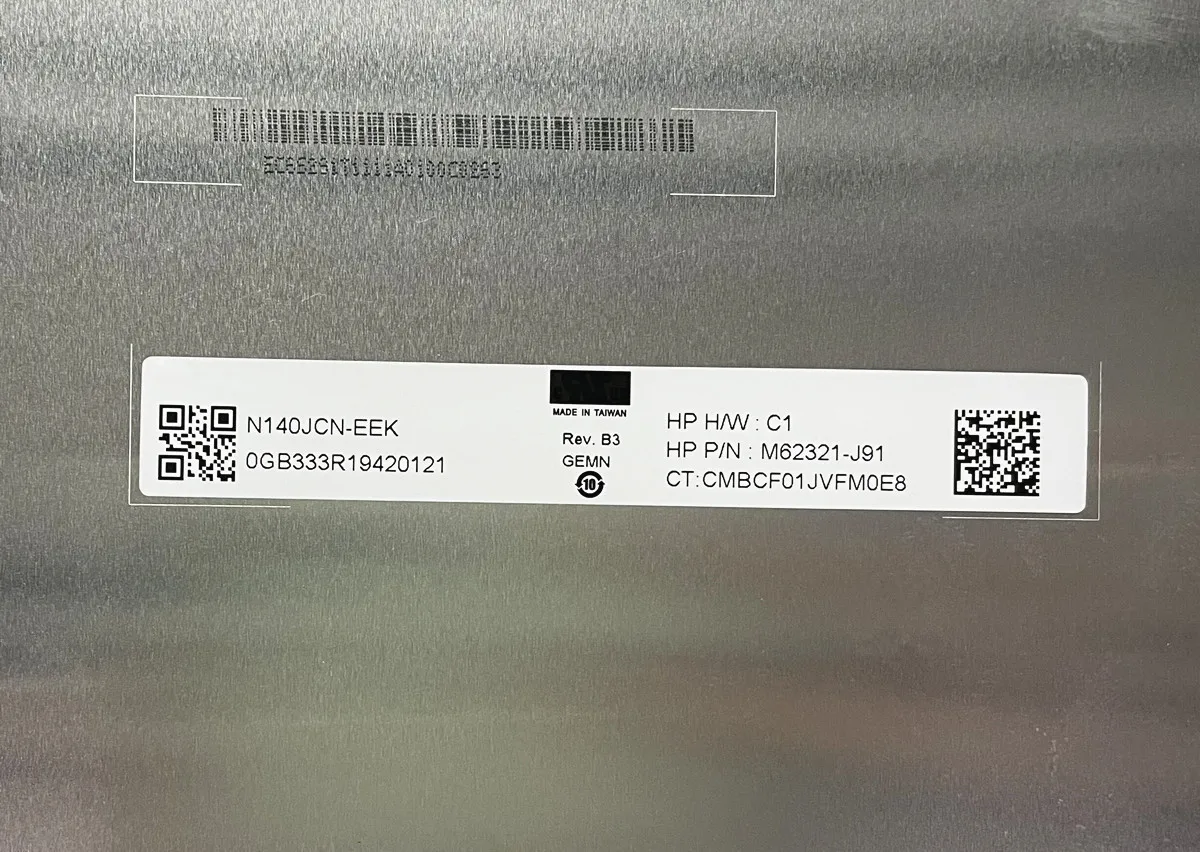 N140JCN-EEK
0GB333R19420121
MADE IN TAIWAN
Rev. B3
GEMN
10
HP H/W : C1
HP P/N : M62321-J91
CT:CMBCF01JVFM0E8